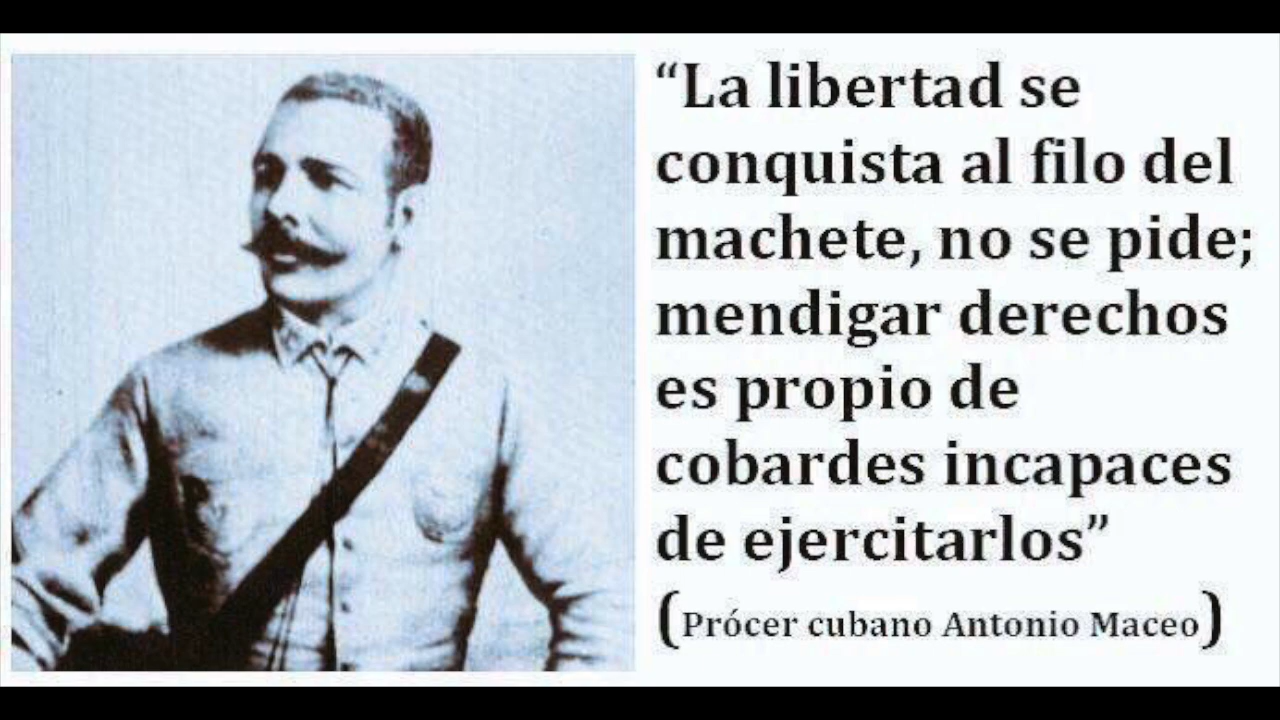 “La libertad se
conquista al filo del
machete, no se pide;
mendigar derechos
es propio de
cobardes incapaces
de ejercitarlos”
(Prócer cubano Antonio Maceo)